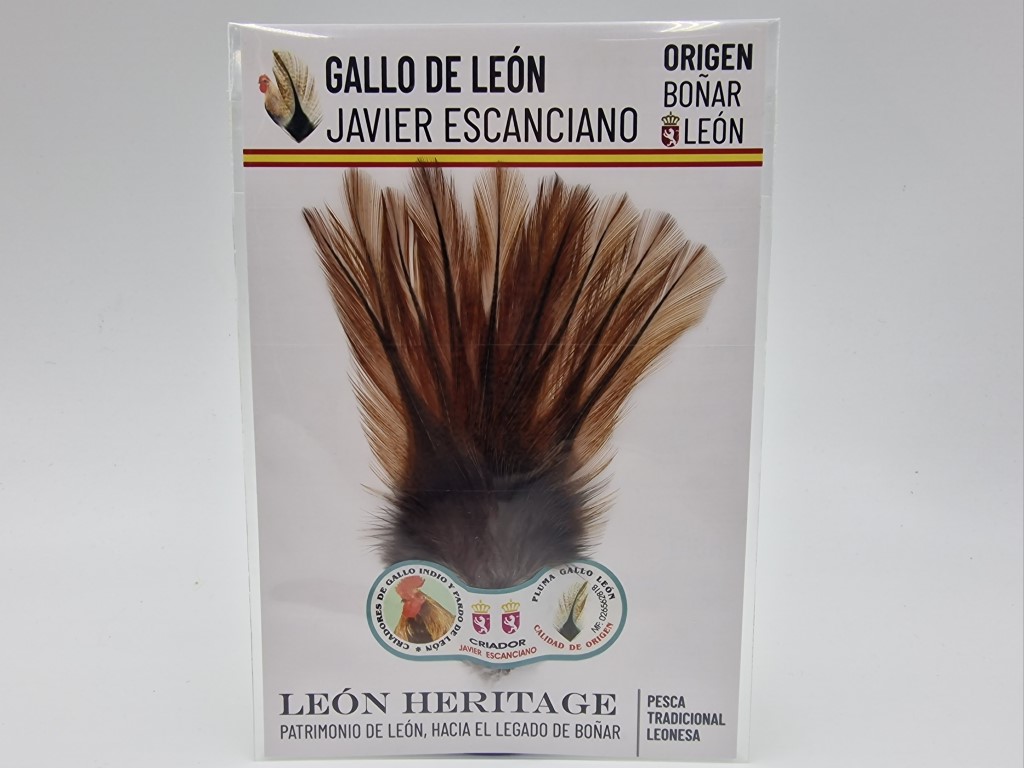 GALLO DE LEÓN
JAVIER ESCANCIANO
ORIGEN
BOÑAR
LEÓN
CRIADORES DE GALLO INDIO Y PARDO DE LEÓN
CRIADOR
JAVIER ESCANCIANO
PLUMA GALLO LEÓN
CALIDAD DE ORIGEN
LEÓN HERITAGE
PATRIMONIO DE LEÓN, HACIA EL LEGADO DE BOÑAR
PESCA
TRADICIONAL
LEONESA